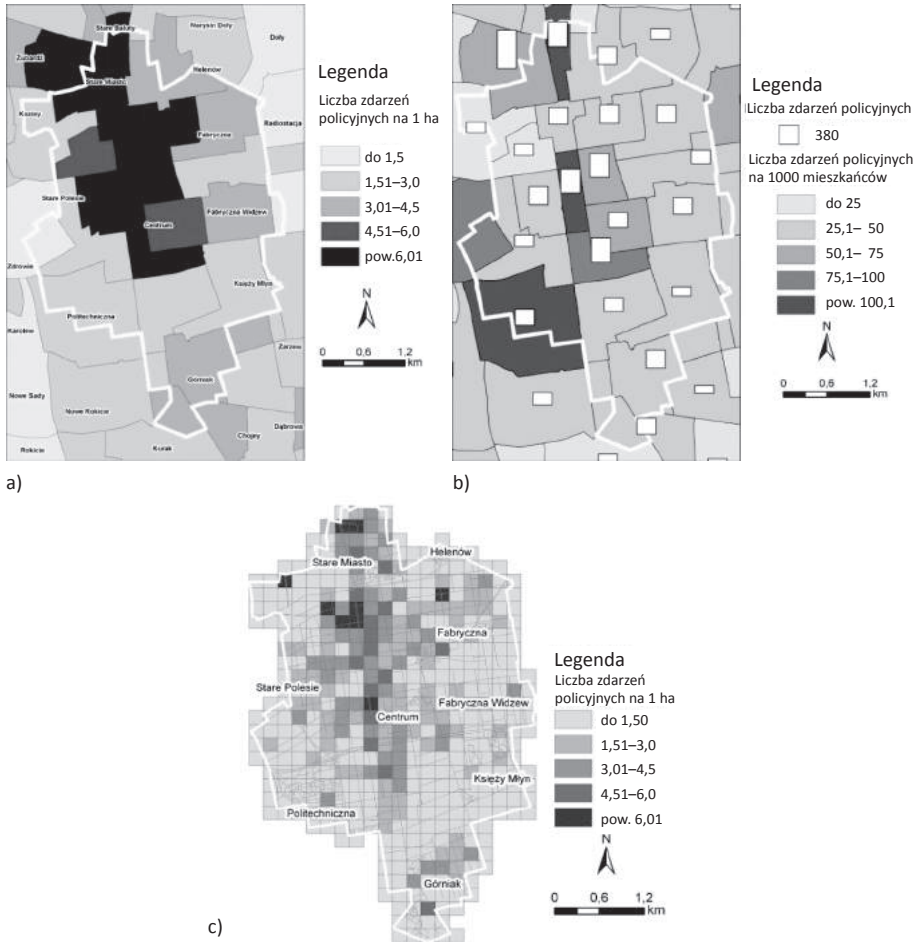 Stare Bałuty
Marysin Doły
Doły
Żubardź
Stare Miasto
Helenów
Koziny
Fabryczna
Radiostacja
Stare Polesie
Centrum
Fabryczna Widzew
Zdrowie
Księży Młyn
Politechniczna
Karolew
Zarzew
Górniak
Nowe Sady
Nowe Rokicie
Chojny
Dąbrowa
Rokicie
Kurak
Legenda
Liczba zdarzeń
policyjnych na 1 ha
do 1,5
1,51–3,0
3,01–4,5
4,51–6,0
pow.6,01
N
0 0,6 1,2
km
a)
Legenda
Liczba zdarzeń policyjnych
380
Liczba zdarzeń policyjnych
na 1000 mieszkańców
do 25
25,1– 50
50,1– 75
75,1–100
pow. 100,1
N
0 0,6 1,2
km
b)
Stare Miasto
Helenów
Fabryczna
Stare Polesie
Fabryczna Widzew
Centrum
Księży Młyn
Politechniczna
Górniak
Legenda
Liczba zdarzeń
policyjnych na 1 ha
do 1,50
1,51–3,0
3,01–4,5
4,51–6,0
pow. 6,01
N
0 0,6 1,2
km
c)